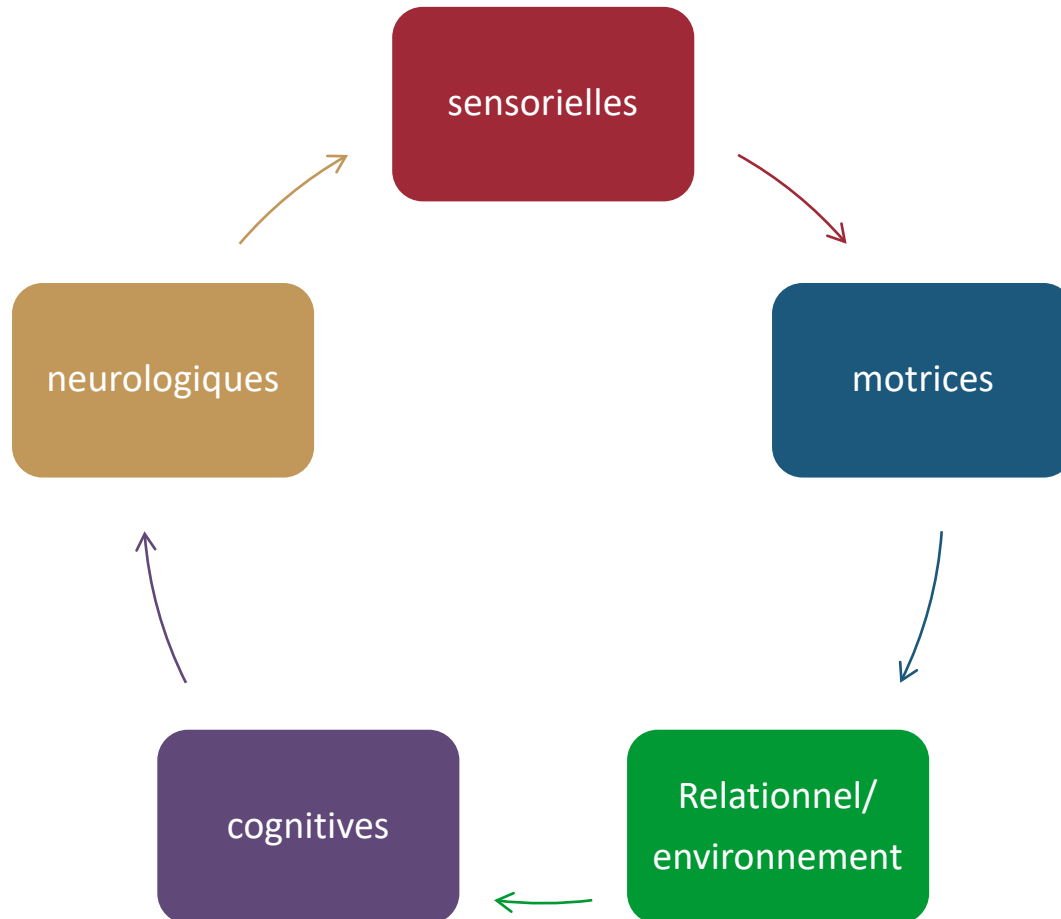 sensorielles
neurologiques
motrices
cognitives
Relationnel/
environnement